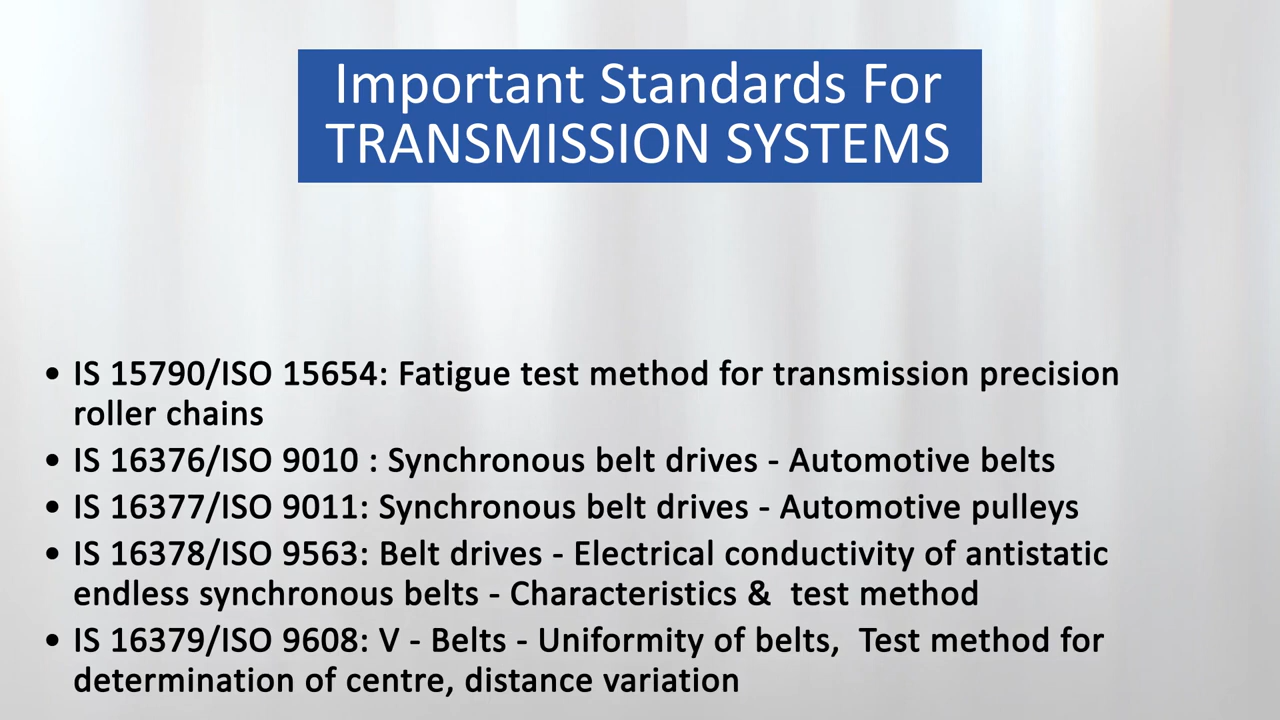 Important Standards For
TRANSMISSION SYSTEMS
• IS 15790/ISO 15654: Fatigue test method for transmission precision
roller chains
• IS 16376/ISO 9010 : Synchronous belt drives - Automotive belts
• IS 16377/ISO 9011: Synchronous belt drives - Automotive pulleys
• IS 16378/ISO 9563: Belt drives - Electrical conductivity of antistatic
endless synchronous belts - Characteristics &  test method
• IS 16379/ISO 9608: V - Belts - Uniformity of belts,  Test method for
determination of centre, distance variation